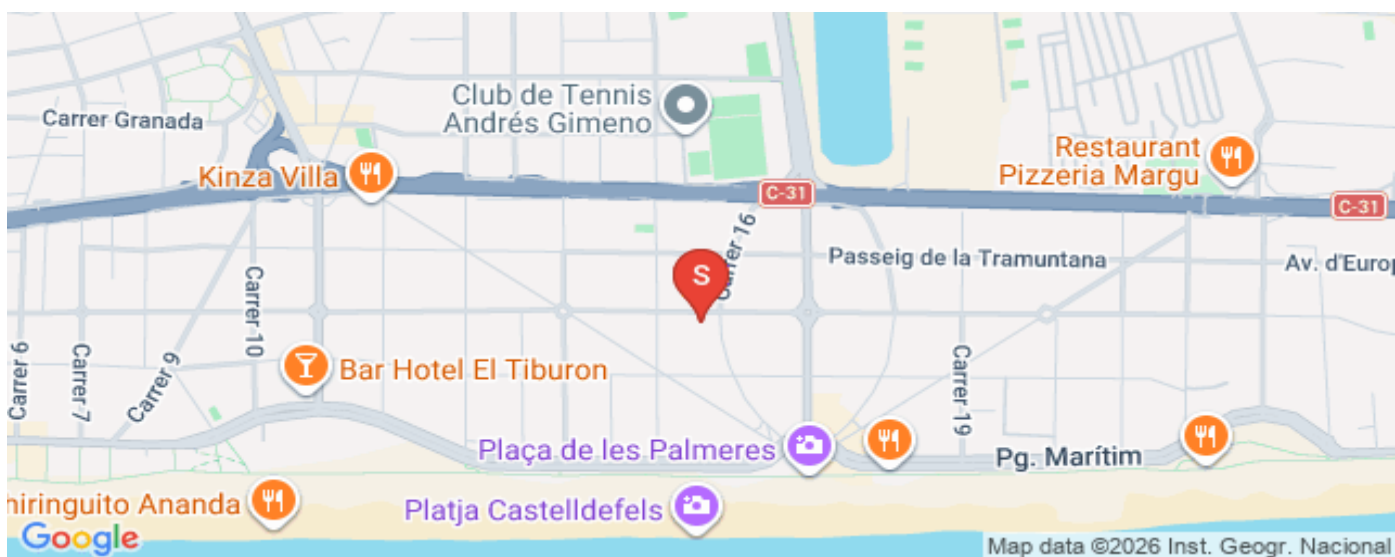 Club de Tennis
Andrés Gimeno
Carrer Granada
Restaurant
Pizzeria Margu
Kinza Villa
C-31
C-31
Carrer 16
Passeig de la Tramuntana
Av. d'Europ
S
Carrer 10
Carrer 6
Carrer 7
Carrer 9
Bar Hotel El Tiburon
Carrer 19
Plaça de les Palmeres
Pg. Marítim
hiringuito Ananda
Platja Castelldefels
Google
Map data ©2026 Inst. Geogr. Nacional